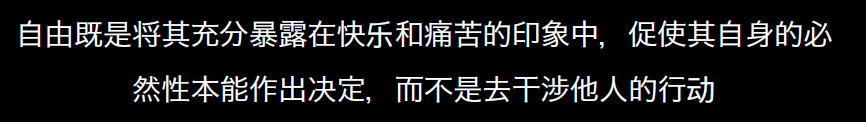 自由既是将其充分暴露在快乐和痛苦的印象中，促使其自身的必
然性本能作出决定，而不是去干涉他人的行动